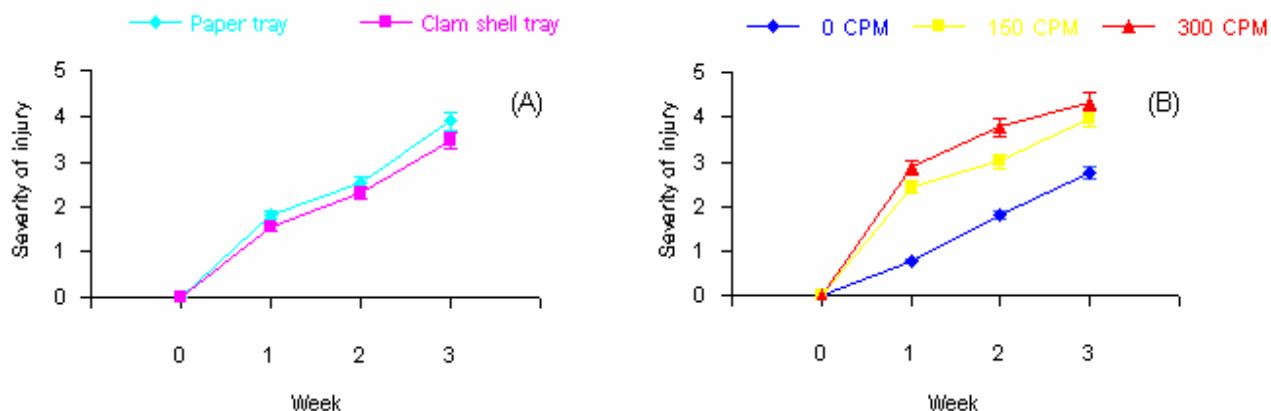 Paper tray Clam shell tray
5
4
3
2
1
0
Severity of injury
(A)
0 1 2 3
Week
0 CPM 150 CPM 300 CPM
5
4
3
2
1
0
Severity of injury
(B)
0 1 2 3
Week